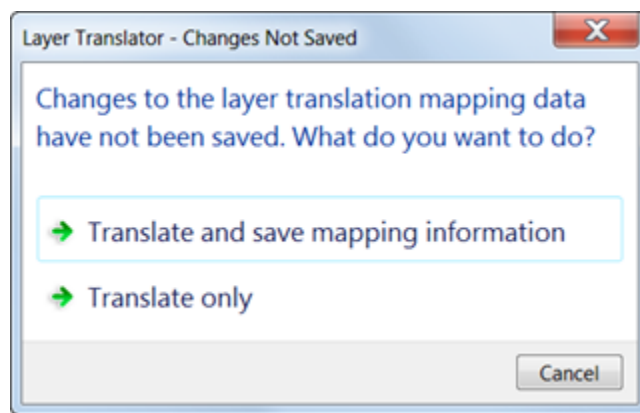 Layer Translator - Changes Not Saved
Changes to the layer translation mapping data
have not been saved. What do you want to do?
Translate and save mapping information
Translate only
Cancel